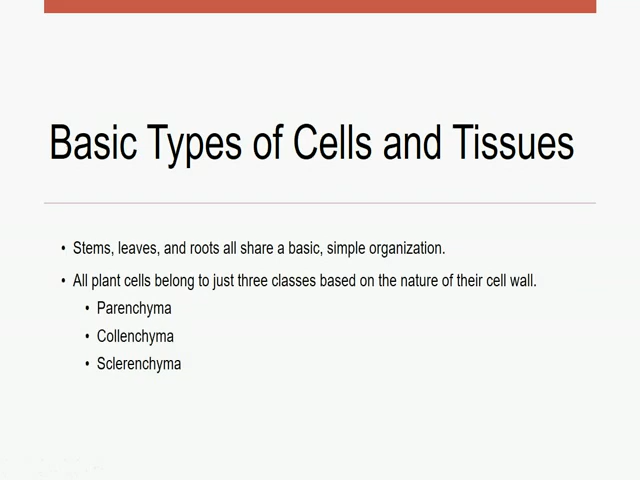 Basic Types of Cells and Tissues
• Stems, leaves, and roots all share a basic, simple organization.
• All plant cells belong to just three classes based on the nature of their cell wall.
• Parenchyma
• Collenchyma
• Sclerenchyma